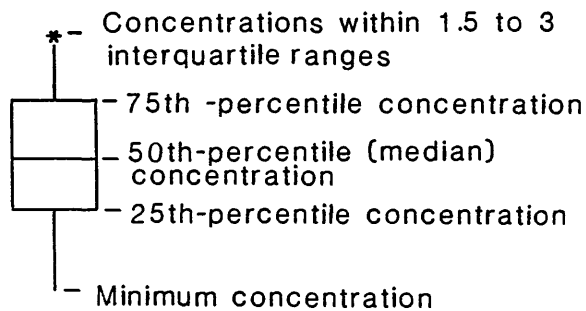 *– Concentrations within 1.5 to 3
interquartile ranges
75th -percentile concentration
50th-percentile (median)
concentration
25th-percentile concentration
Minimum concentration